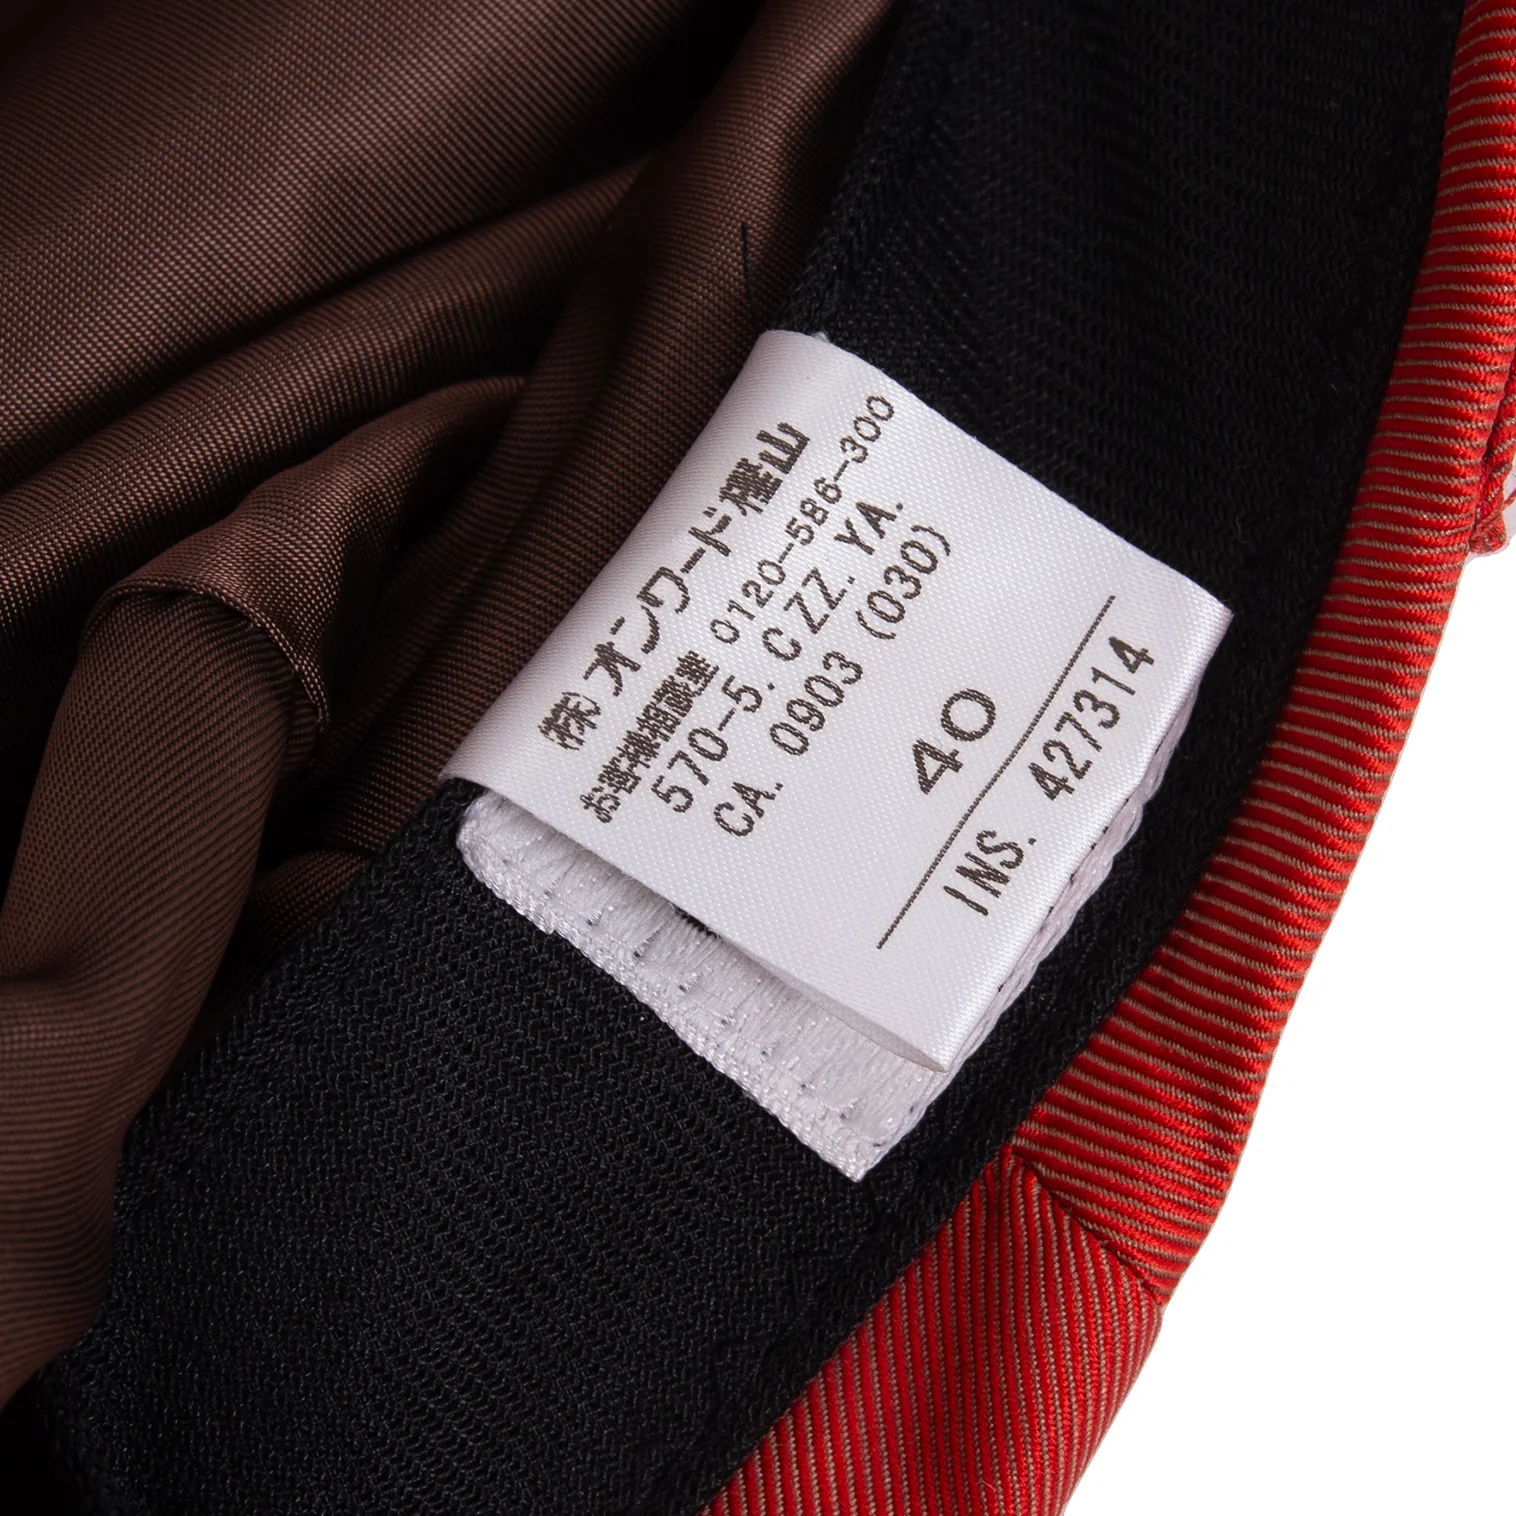 (株)オンワード樫山
お客様相談室 0120-586-300
570-5. CZZ. YA.
CA. 0903 (030)
40
INS. 427314